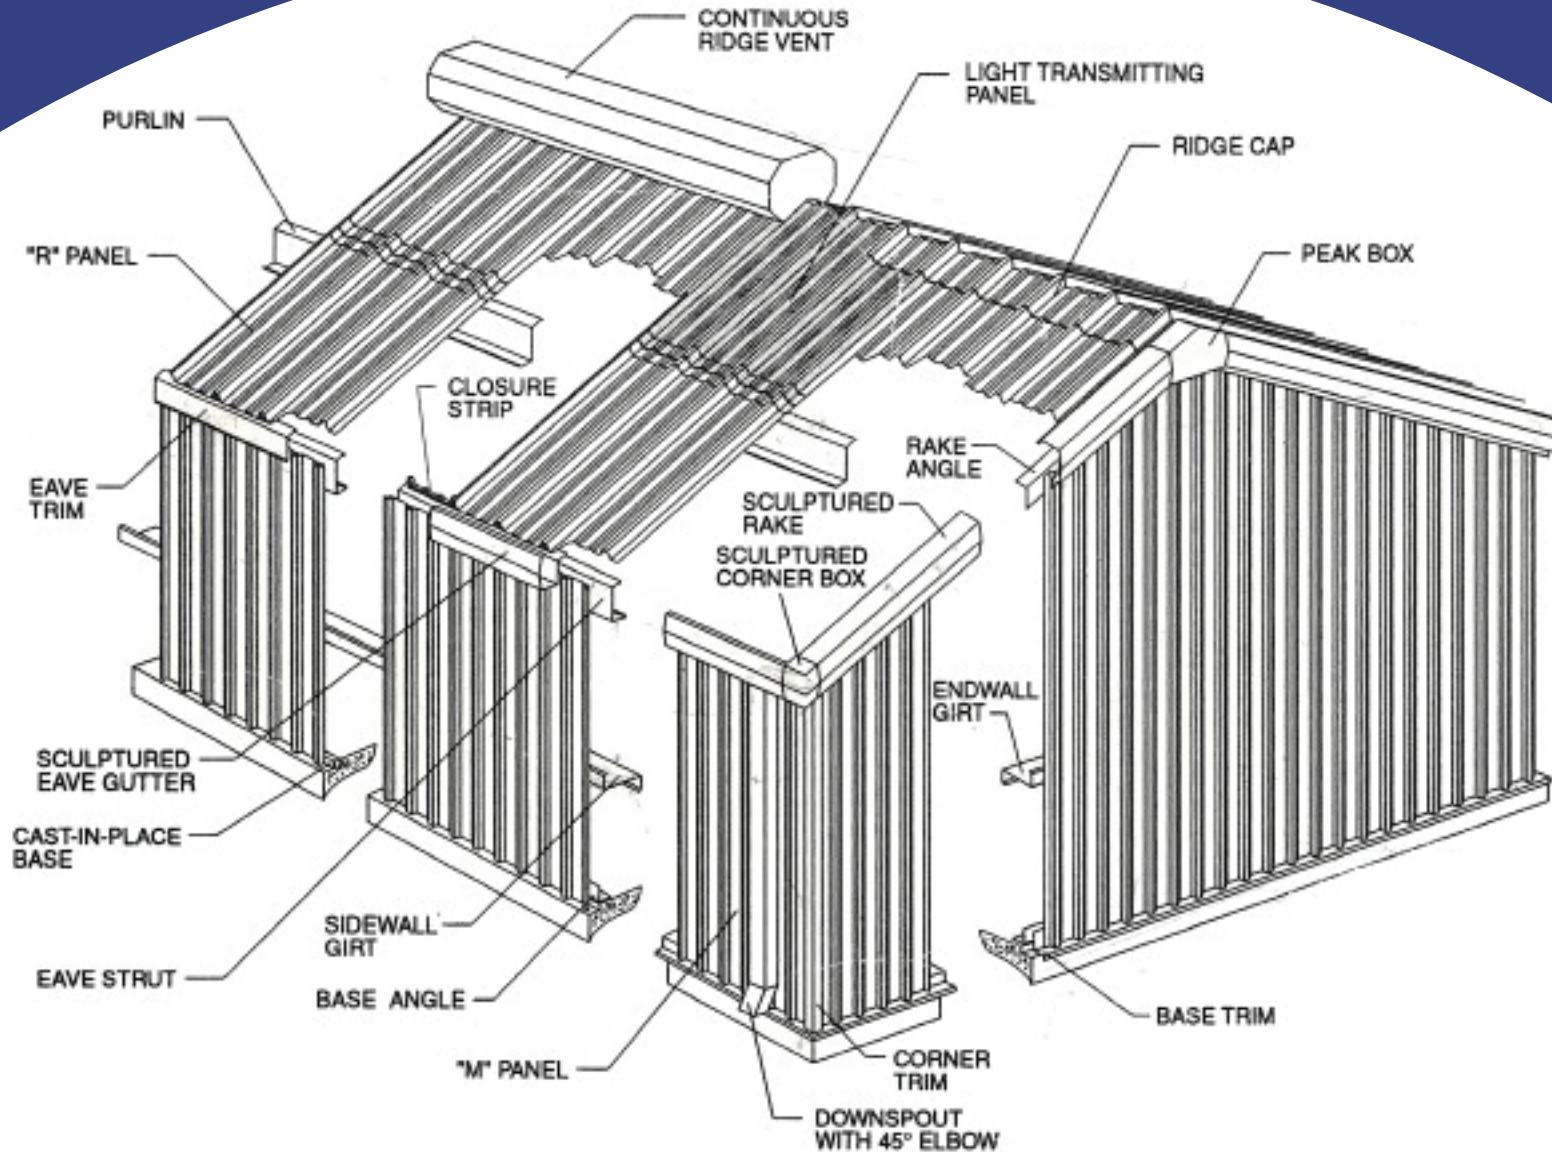 CONTINUOUS
RIDGE VENT
LIGHT TRANSMITTING
PANEL
PURLIN
RIDGE CAP
"R" PANEL
PEAK BOX
CLOSURE
STRIP
RAKE
ANGLE
EAVE
TRIM
SCULPTURED
RAKE
SCULPTURED
CORNER BOX
ENDWALL
GIRT
SCULPTURED
EAVE GUTTER
CAST-IN-PLACE
BASE
SIDEWALL
GIRT
EAVE STRUT
BASE ANGLE
BASE TRIM
"M" PANEL
CORNER
TRIM
DOWNSPOUT
WITH 45° ELBOW